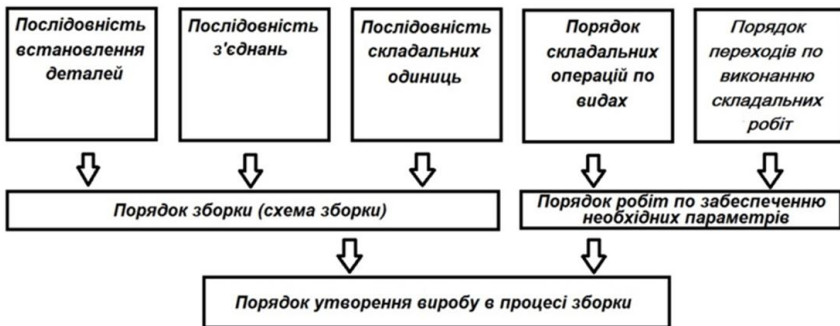 Послідовність
встановлення
деталей
Послідовність
з'єднань
Послідовність
складальних
одиниць
Порядок
складальних
операцій по
видах
Порядок
переходів по
виконанню
складальних
робіт
Порядок зборки (схема зборки)
Порядок робіт по забеспеченню
необхідних параметрів
Порядок утворення виробу в процесі зборки